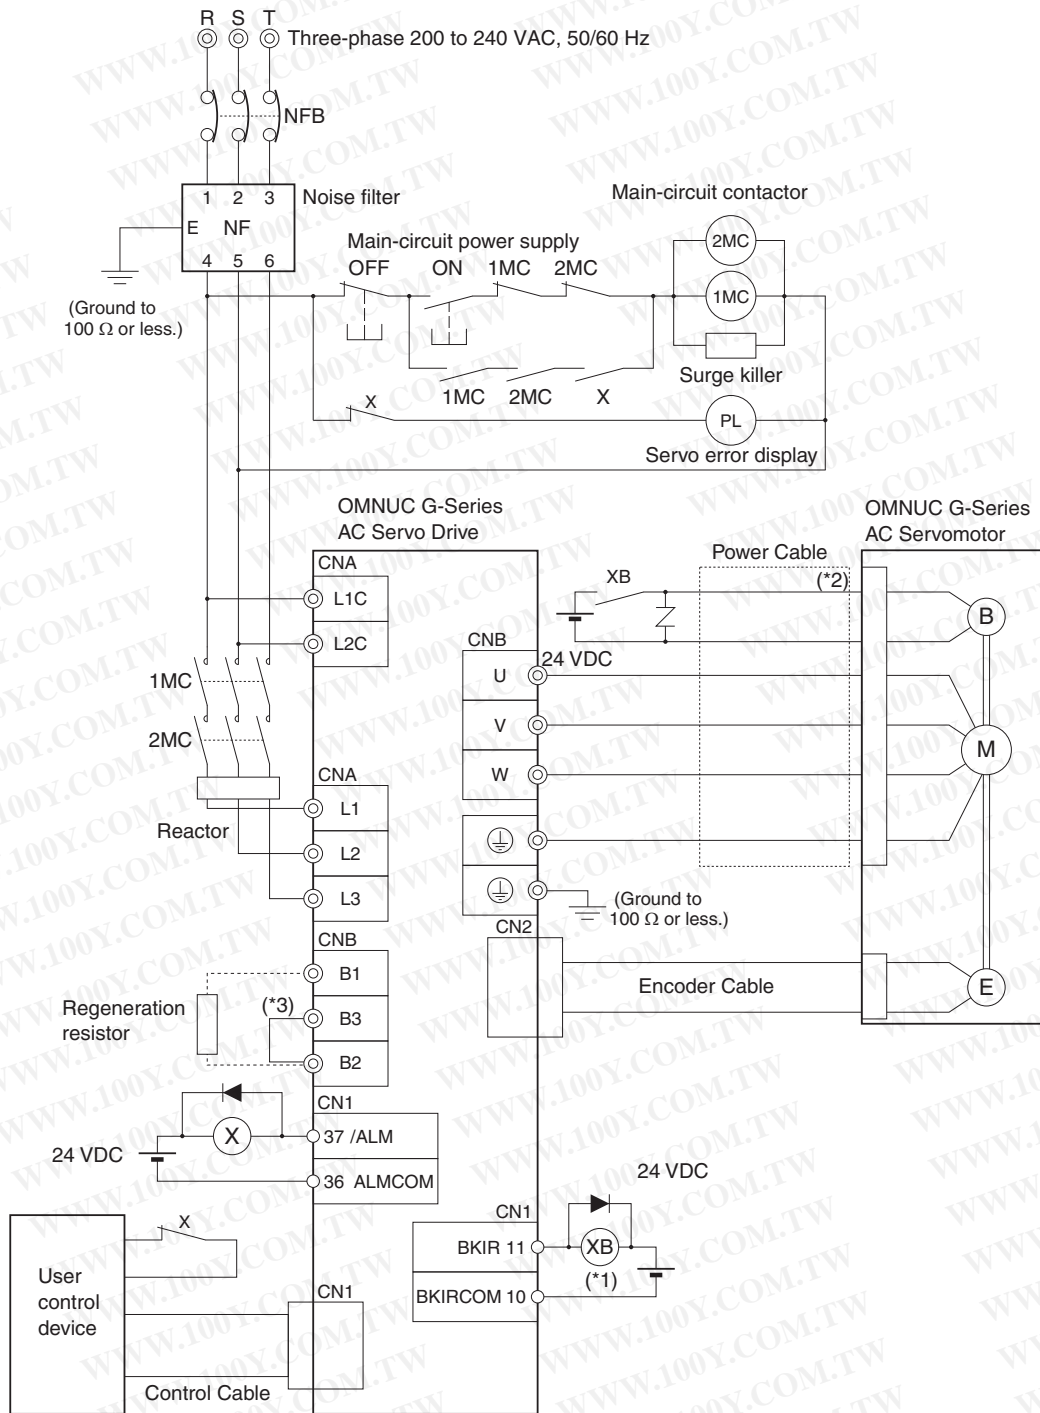 R S T
Three-phase 200 to 240 VAC, 50/60 Hz
NFB
1 2 3
Noise filter
E NF
4 5 6
(Ground to
100 Ω or less.)
Main-circuit contactor
Main-circuit power supply
OFF ON 1MC 2MC
2MC
1MC
Surge killer
1MC 2MC X
X
PL
Servo error display
OMNUC G-Series
AC Servo Drive
OMNUC G-Series
AC Servomotor
CNA
L1C
L2C
XB
Power Cable
(*2)
B
24 VDC
CNB
U
V
W
M
1MC
2MC
Reactor
CNA
L1
L2
L3
(Ground to
100 Ω or less.)
CN2
Encoder Cable
E
CNB
B1
B3
B2
(*3)
Regeneration
resistor
CN1
37 /ALM
36 ALMCOM
X
24 VDC
24 VDC
CN1
BKIR 11
BKIRCOM 10
XB
(*1)
X
User
control
device
CN1
Control Cable
WWW.100Y.COM.TW